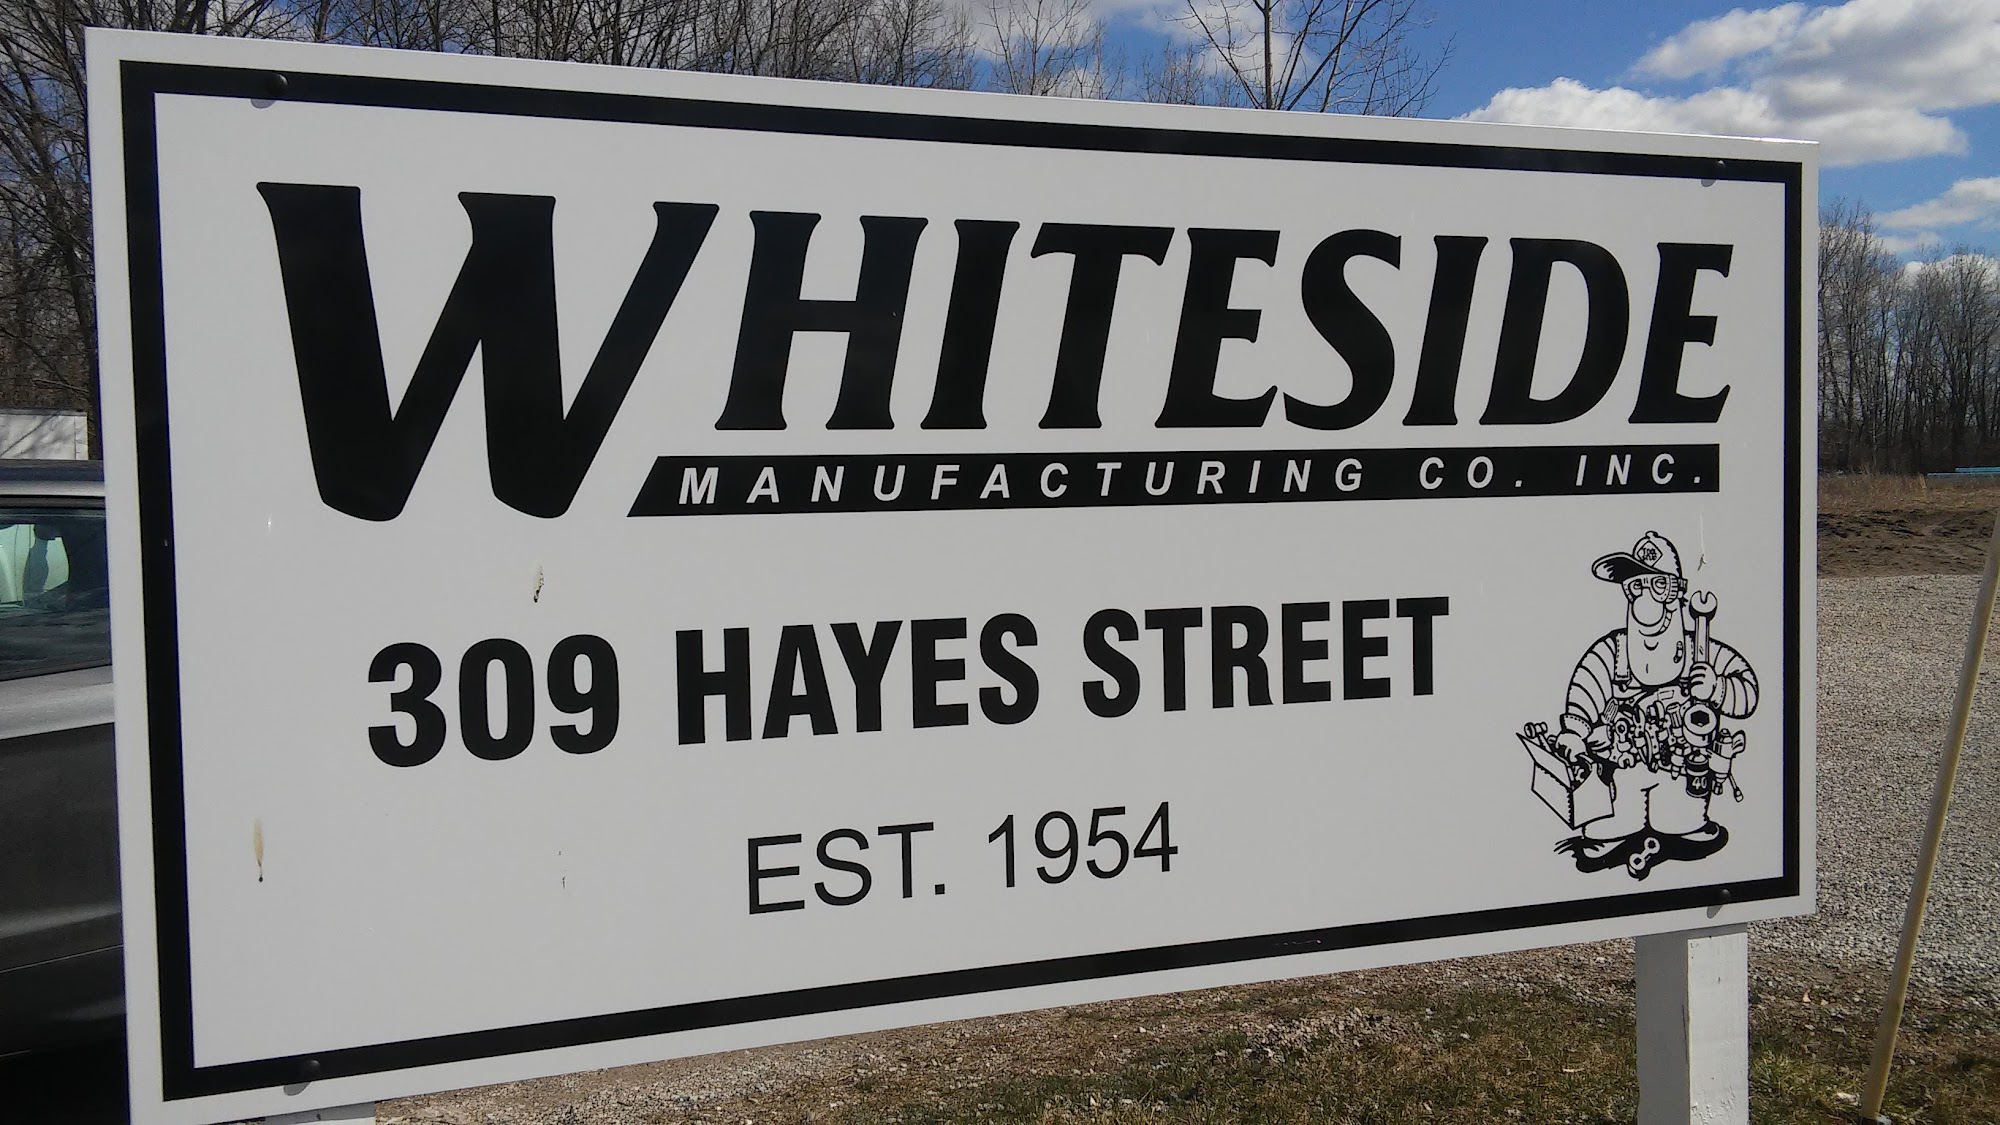 WHITESIDE
MANUFACTURING CO. INC.
309 HAYES STREET
EST. 1954